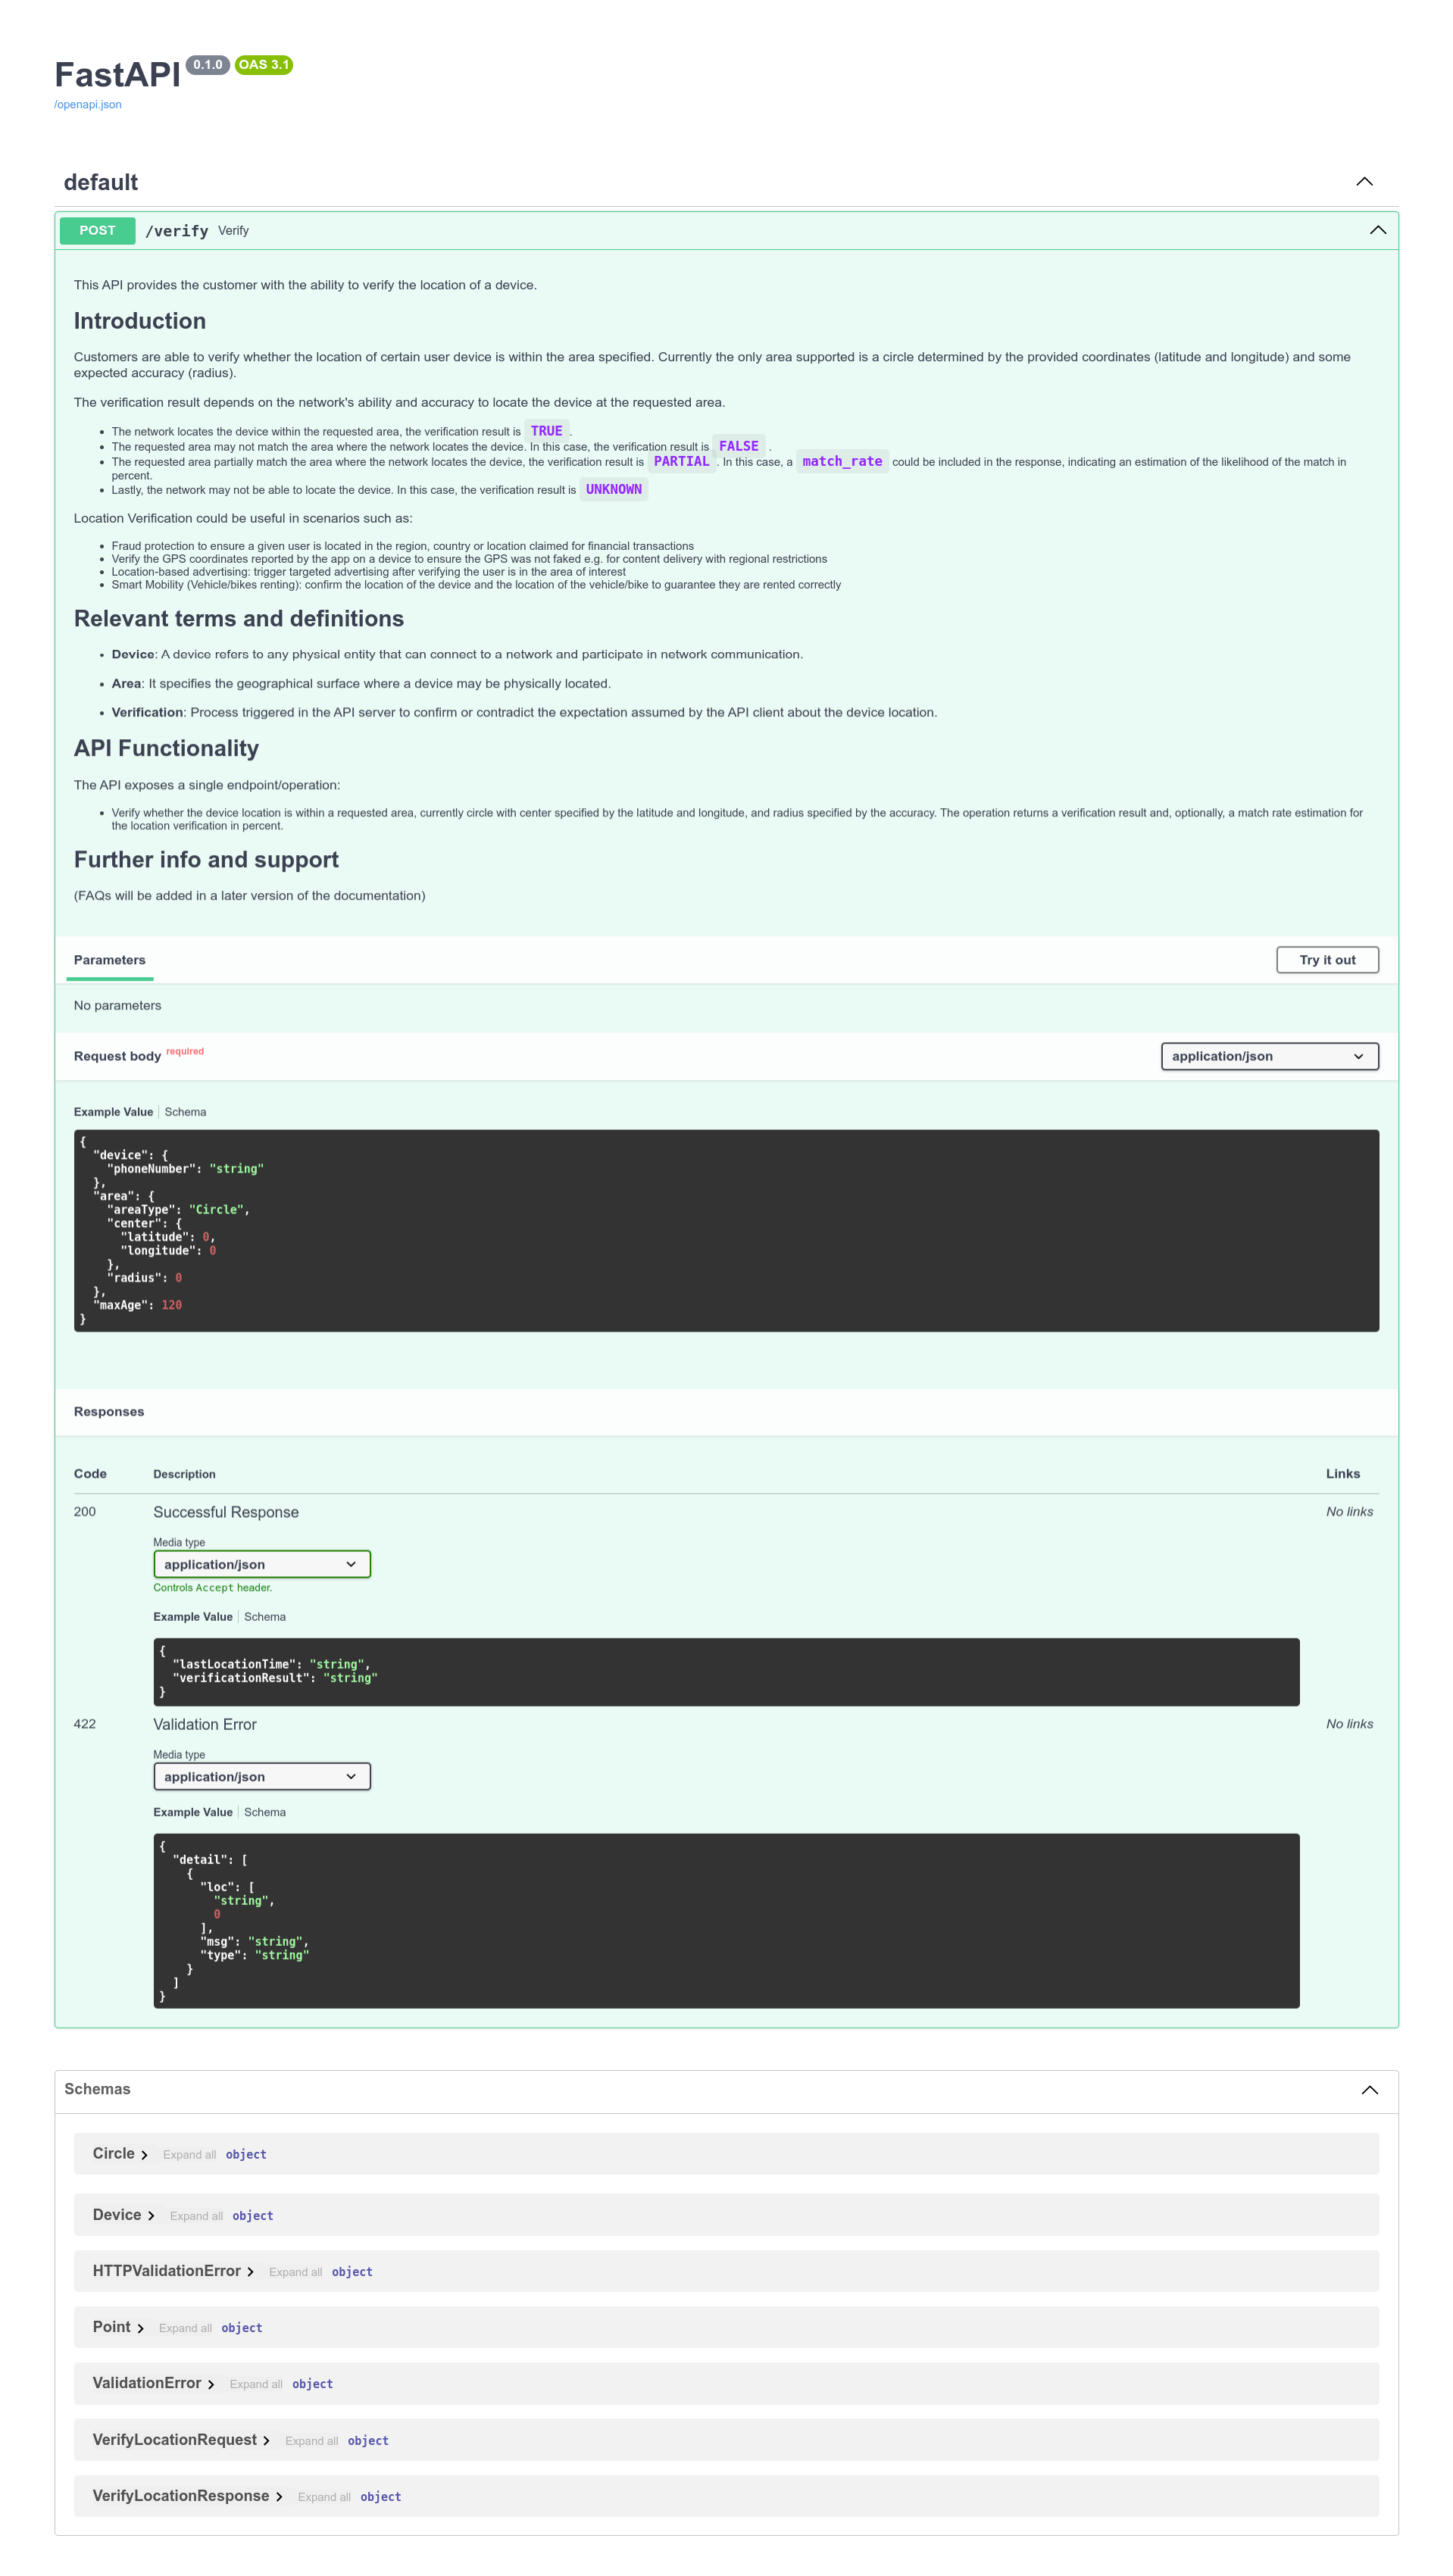 FastAPI 0.1.0 OAS 3.1
/openapi.json
default
POST /verify Verify
This API provides the customer with the ability to verify the location of a device.
Introduction
Customers are able to verify whether the location of certain user device is within the area specified. Currently the only area supported is a circle determined by the provided coordinates (latitude and longitude) and some
expected accuracy (radius).
The verification result depends on the network's ability and accuracy to locate the device at the requested area.
• The network locates the device within the requested area, the verification result is TRUE .
• The requested area may not match the area where the network locates the device. In this case, the verification result is FALSE .
• The requested area partially match the area where the network locates the device, the verification result is PARTIAL . In this case, a match_rate could be included in the response, indicating an estimation of the likelihood of the match in
percent.
• Lastly, the network may not be able to locate the device. In this case, the verification result is UNKNOWN
Location Verification could be useful in scenarios such as:
• Fraud protection to ensure a given user is located in the region, country or location claimed for financial transactions
• Verify the GPS coordinates reported by the app on a device to ensure the GPS was not faked e.g. for content delivery with regional restrictions
• Location-based advertising: trigger targeted advertising after verifying the user is in the area of interest
• Smart Mobility (Vehicle/bikes renting): confirm the location of the device and the location of the vehicle/bike to guarantee they are rented correctly
Relevant terms and definitions
• Device: A device refers to any physical entity that can connect to a network and participate in network communication.
• Area: It specifies the geographical surface where a device may be physically located.
• Verification: Process triggered in the API server to confirm or contradict the expectation assumed by the API client about the device location.
API Functionality
The API exposes a single endpoint/operation:
• Verify whether the device location is within a requested area, currently circle with center specified by the latitude and longitude, and radius specified by the accuracy. The operation returns a verification result and, optionally, a match rate estimation for
the location verification in percent.
Further info and support
(FAQs will be added in a later version of the documentation)
Parameters Try it out
No parameters
Request body required application/json
Example Value Schema
{
"device": {
"phoneNumber": "string"
},
"area": {
"areaType": "Circle",
"center": {
"latitude": 0,
"longitude": 0
},
"radius": 0
},
"maxAge": 120
}
Responses
Code Description Links
200 Successful Response No links
Media type
application/json
Controls Accept header.
Example Value Schema
{
"lastLocationTime": "string",
"verificationResult": "string"
}
422 Validation Error No links
Media type
application/json
Example Value Schema
{
"detail": [
{
"loc": [
"string",
0
],
"msg": "string",
"type": "string"
}
]
}
Schemas
Circle Expand all object
Device Expand all object
HTTPValidationError Expand all object
Point Expand all object
ValidationError Expand all object
VerifyLocationRequest Expand all object
VerifyLocationResponse Expand all object